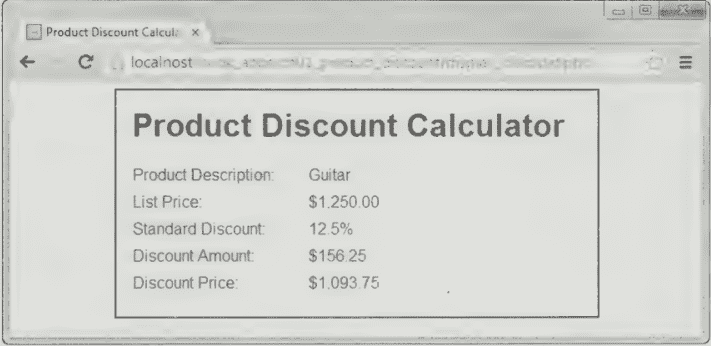 Product Discount Calcul
localhost
Product Discount Calculator
Product Description: Guitar
List Price: $1,250.00
Standard Discount: 12.5%
Discount Amount: $156.25
Discount Price: $1,093.75